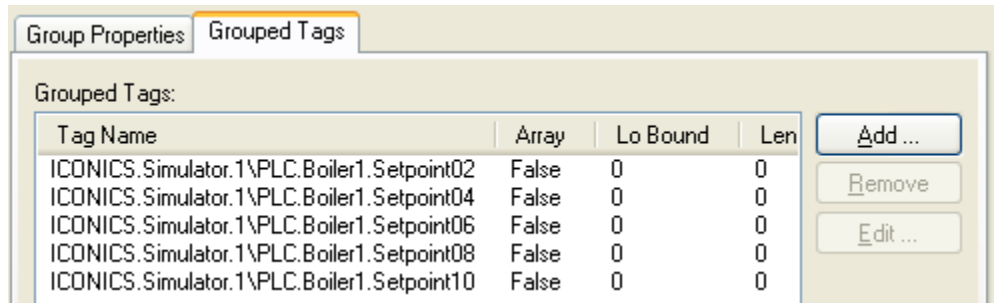 Group Properties Grouped Tags
Grouped Tags:
Tag Name Array Lo Bound Len Add ...
ICONICS.Simulator.1\PLC.Boiler1.Setpoint02 False 0 0
ICONICS.Simulator.1\PLC.Boiler1.Setpoint04 False 0 0
Remove
ICONICS.Simulator.1\PLC.Boiler1.Setpoint06 False 0 0
ICONICS.Simulator.1\PLC.Boiler1.Setpoint08 False 0 0
Edit ...
ICONICS.Simulator.1\PLC.Boiler1.Setpoint10 False 0 0